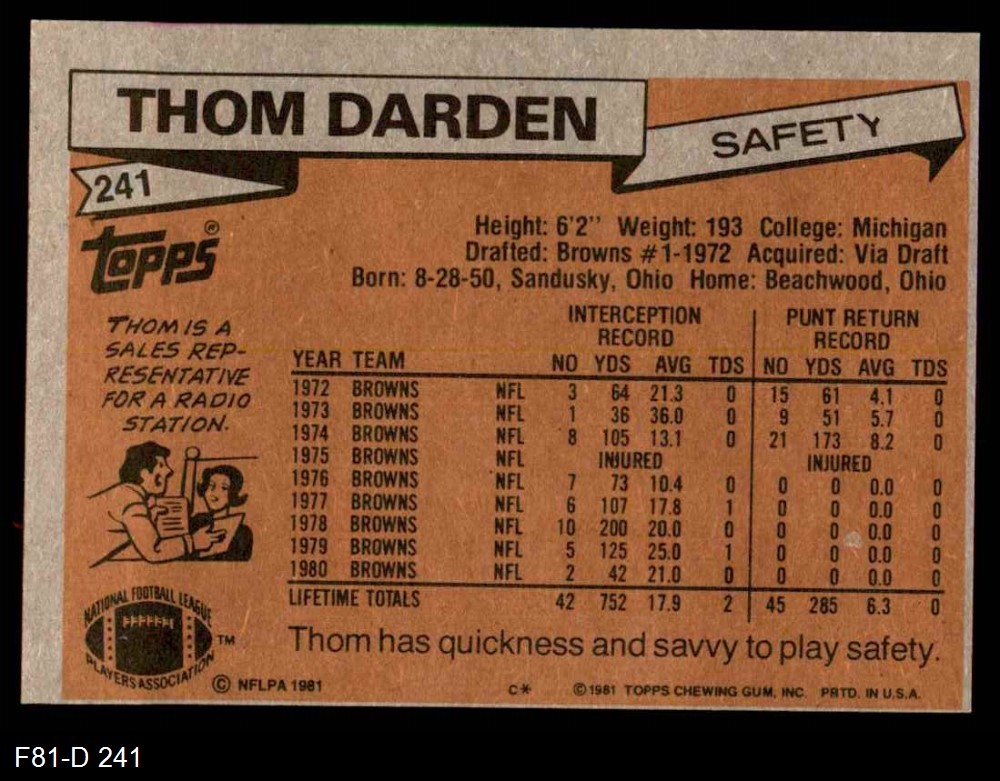 THOM DARDEN
SAFETY
241
topps®
Height: 6'2'' Weight: 193 College: Michigan
Drafted: Browns #1-1972 Acquired: Via Draft
Born: 8-28-50, Sandusky, Ohio Home: Beachwood, Ohio
THOM IS A
SALES REP-
RESENTATIVE
FOR A RADIO
STATION.
INTERCEPTION PUNT RETURN
RECORD RECORD
YEAR TEAM NO YDS AVG TDS NO YDS AVG TDS
1972 BROWNS NFL 3 64 21.3 0 15 61 4.1 0
1973 BROWNS NFL 1 36 36.0 0 9 51 5.7 0
1974 BROWNS NFL 8 105 13.1 0 21 173 8.2 0
1975 BROWNS NFL INJURED INJURED
1976 BROWNS NFL 7 73 10.4 0 0 0 0.0 0
1977 BROWNS NFL 6 107 17.8 1 0 0 0.0 0
1978 BROWNS NFL 10 200 20.0 0 0 0 0.0 0
1979 BROWNS NFL 5 125 25.0 1 0 0 0.0 0
1980 BROWNS NFL 2 42 21.0 0 0 0 0.0 0
LIFETIME TOTALS 42 752 17.9 2 45 285 6.3 0
Thom has quickness and savvy to play safety.
NATIONAL FOOTBALL LEAGUE
PLAYERS ASSOCIATION
TM
© NFLPA 1981
C* ©1981 TOPPS CHEWING GUM, INC. PRTD. IN U.S.A.
F81-D 241